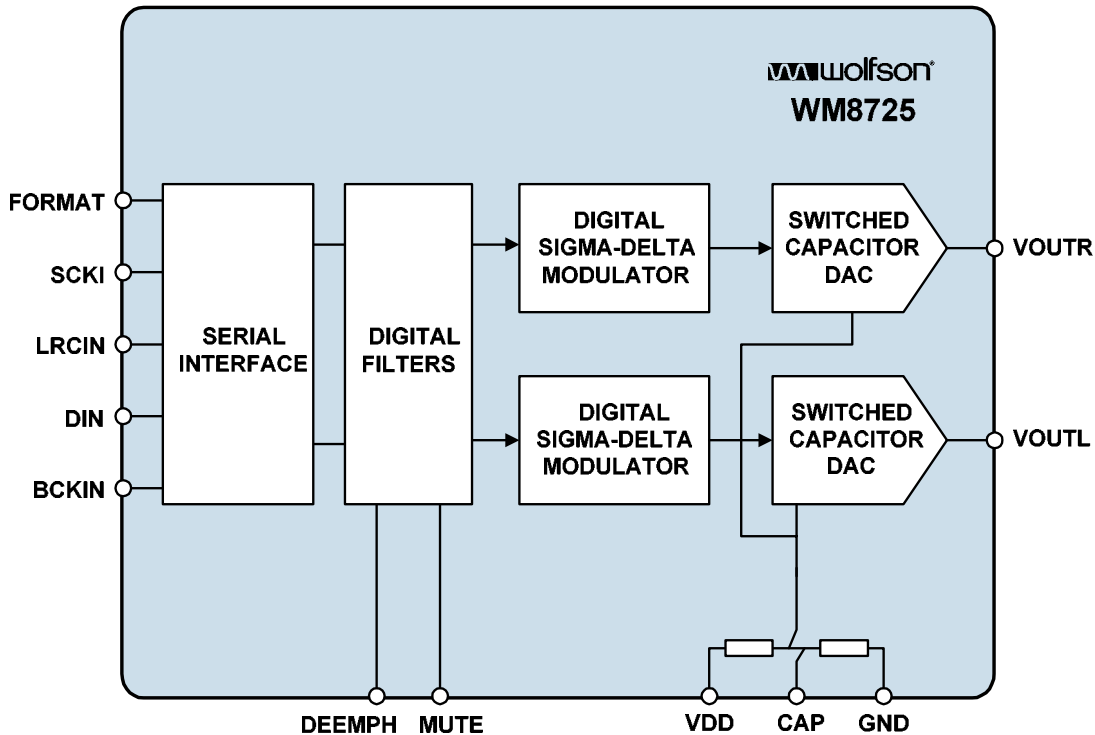 wolfson®
WM8725
FORMAT
SCKI
LRCIN
DIN
BCKIN
SERIAL
INTERFACE
DIGITAL
FILTERS
DIGITAL
SIGMA-DELTA
MODULATOR
SWITCHED
CAPACITOR
DAC
VOUTR
DIGITAL
SIGMA-DELTA
MODULATOR
SWITCHED
CAPACITOR
DAC
VOUTL
DEEMPH
MUTE
VDD
CAP
GND